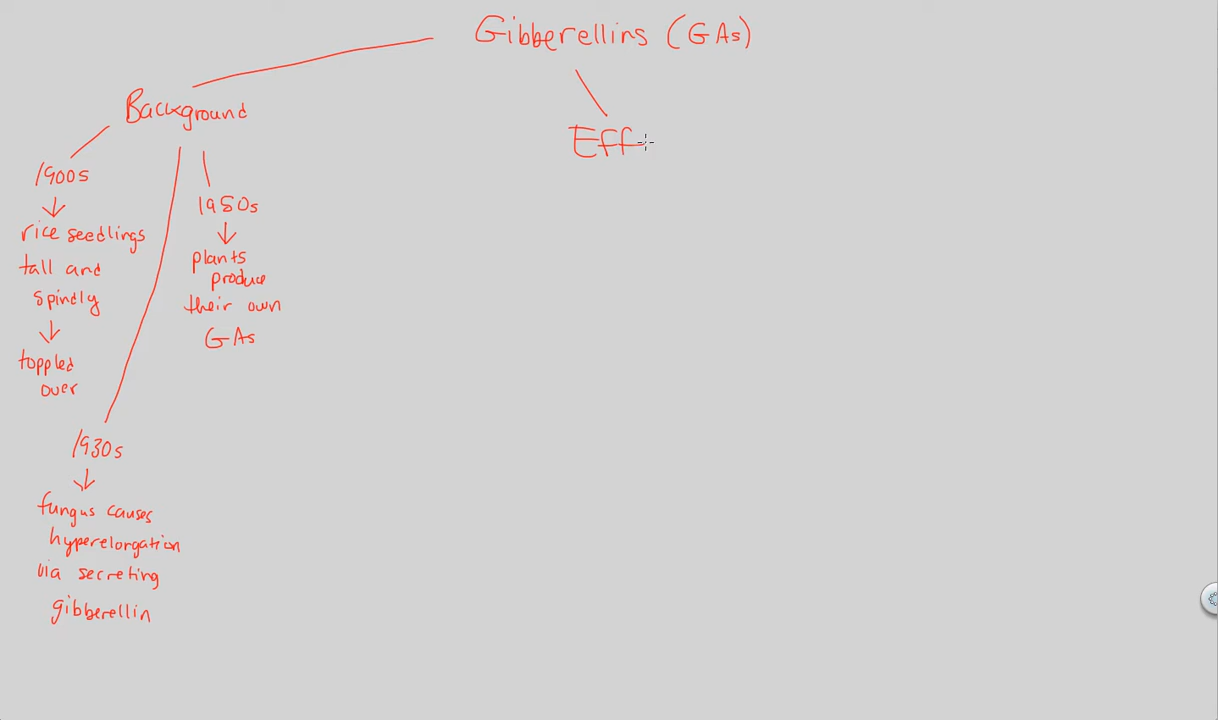 Gibberellins (GAs)
Background
1900s
rice seedlings
tall and
spindly
toppled
over
1930s
fungus causes
hyperelorgation
via secreting
gibberellin
1950s
plants
produce
their own
GAs
Eff